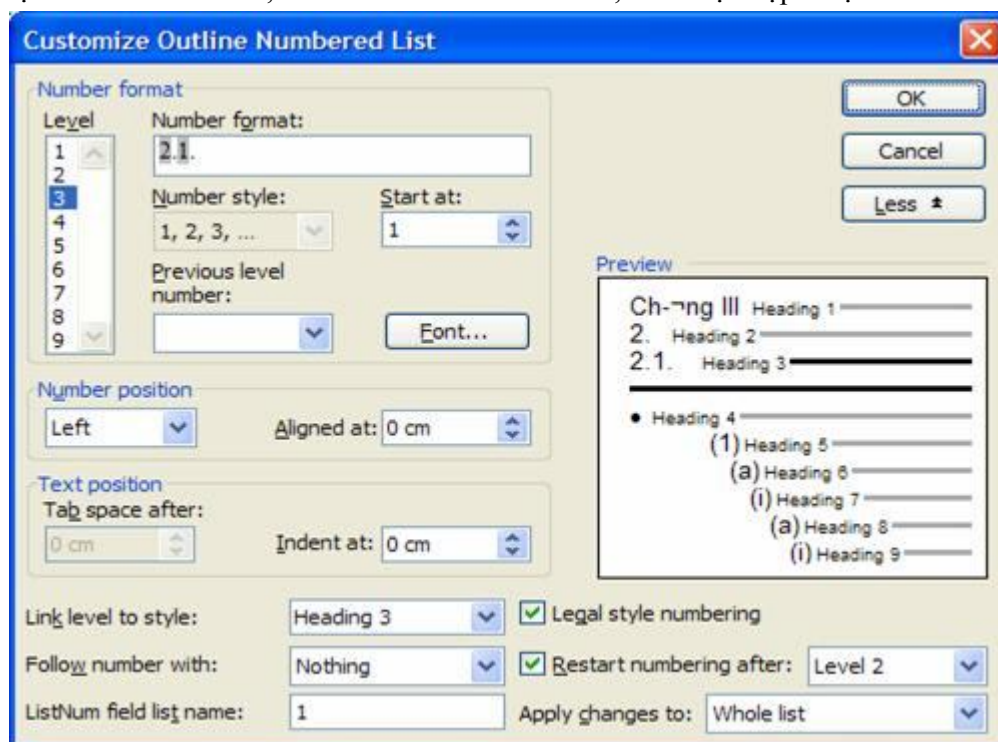 Customize Outline Numbered List
Number format
Level
Number format:
1
2
3
4
5
6
7
8
9
2.1.
Number style:
1, 2, 3, ...
Start at:
1
Previous level
number:
Font...
OK
Cancel
Less
Preview
Ch-¬ng III Heading 1
2. Heading 2
2.1. Heading 3
• Heading 4
(1) Heading 5
(a) Heading 6
(i) Heading 7
(a) Heading 8
(i) Heading 9
Number position
Left
Aligned at: 0 cm
Text position
Tab space after:
0 cm
Indent at: 0 cm
Link level to style: Heading 3
Legal style numbering
Follow number with: Nothing
Restart numbering after: Level 2
ListNum field list name: 1
Apply changes to: Whole list